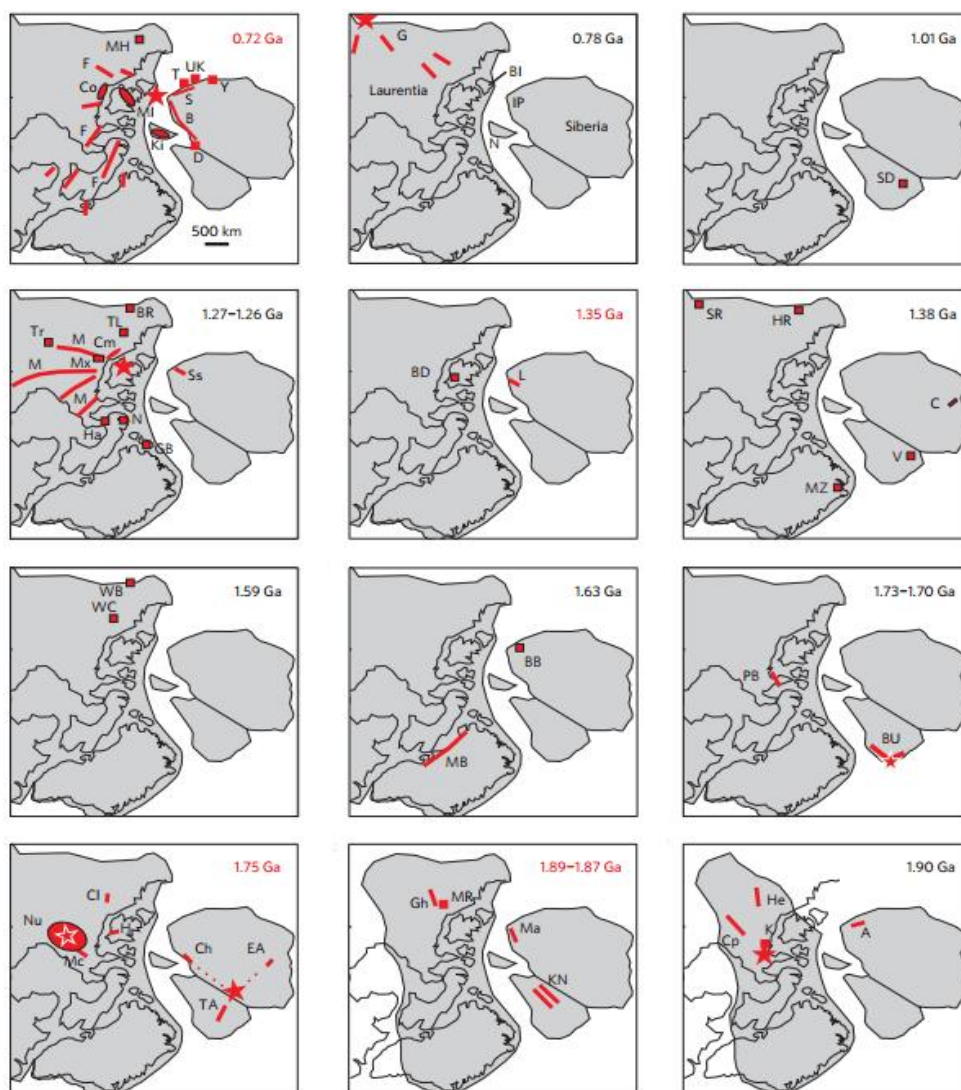 0.72 Ga
MH
F
T
UK
Y
Co
MI
S
B
F
Ki
D
F
500 km
0.78 Ga
G
BI
Laurentia
IP
Siberia
N
1.01 Ga
SD
1.27–1.26 Ga
BR
TL
Tr
M
Cm
M
Mx
Ss
M
Ha
N
GB
1.35 Ga
BD
L
1.38 Ga
SR
HR
C
V
MZ
1.59 Ga
WB
WC
1.63 Ga
BB
MB
1.73–1.70 Ga
PB
BU
1.75 Ga
CI
Nu
H
Mc
Ch
EA
TA
1.89–1.87 Ga
Gh
MR
Ma
KN
1.90 Ga
He
K
Cp
A